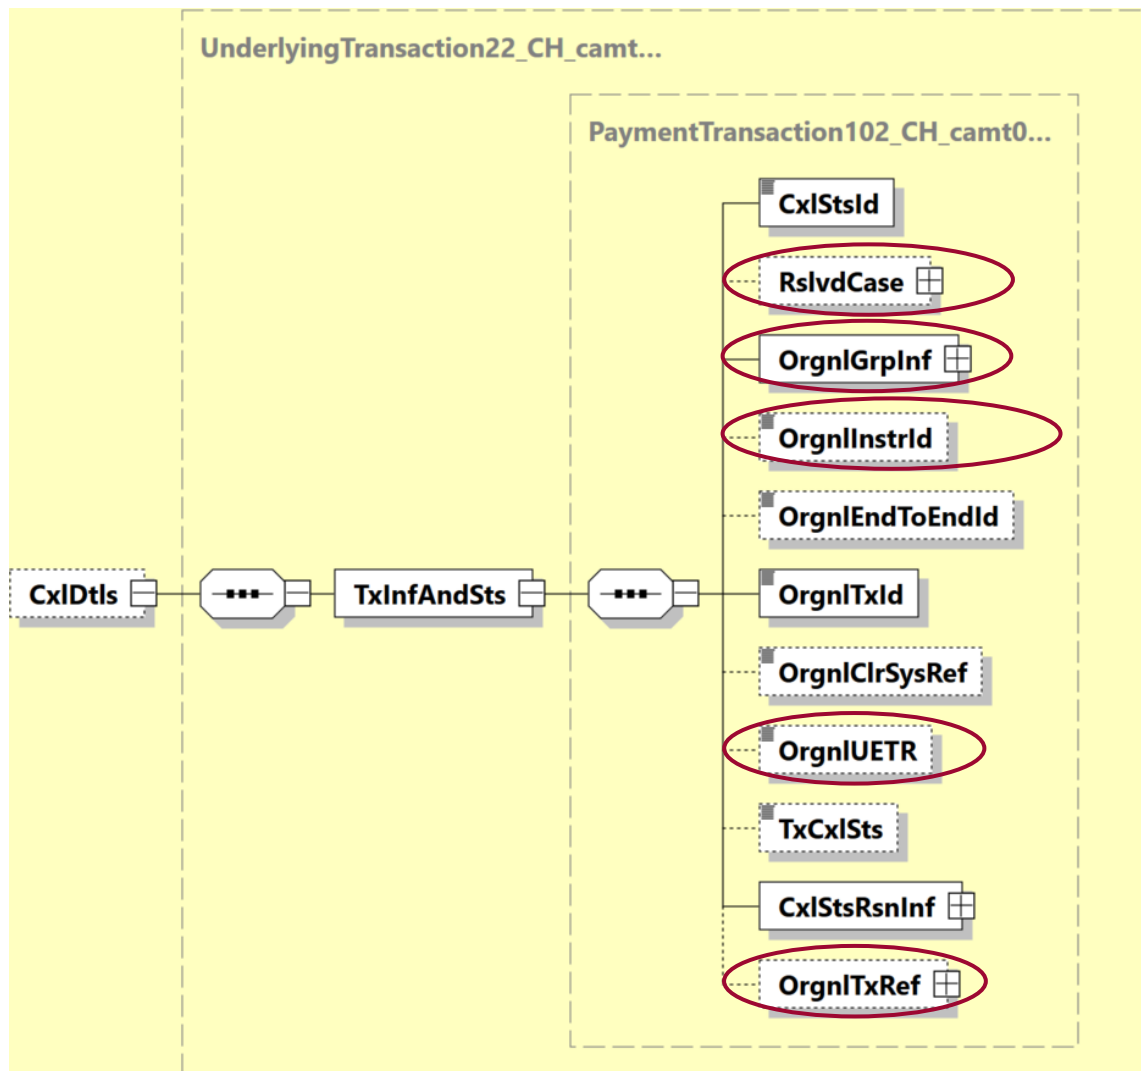 UnderlyingTransaction22_CH_camt...
PaymentTransaction102_CH_camt0...
CxlStsId
RslvdCase
OrgnlGrpInf
OrgnlInstrId
OrgnlEndToEndId
CxlDtls
TxInfAndSts
OrgnlTxId
OrgnlClrSysRef
OrgnlUETR
TxCxlSts
CxlStsRsnInf
OrgnlTxRef